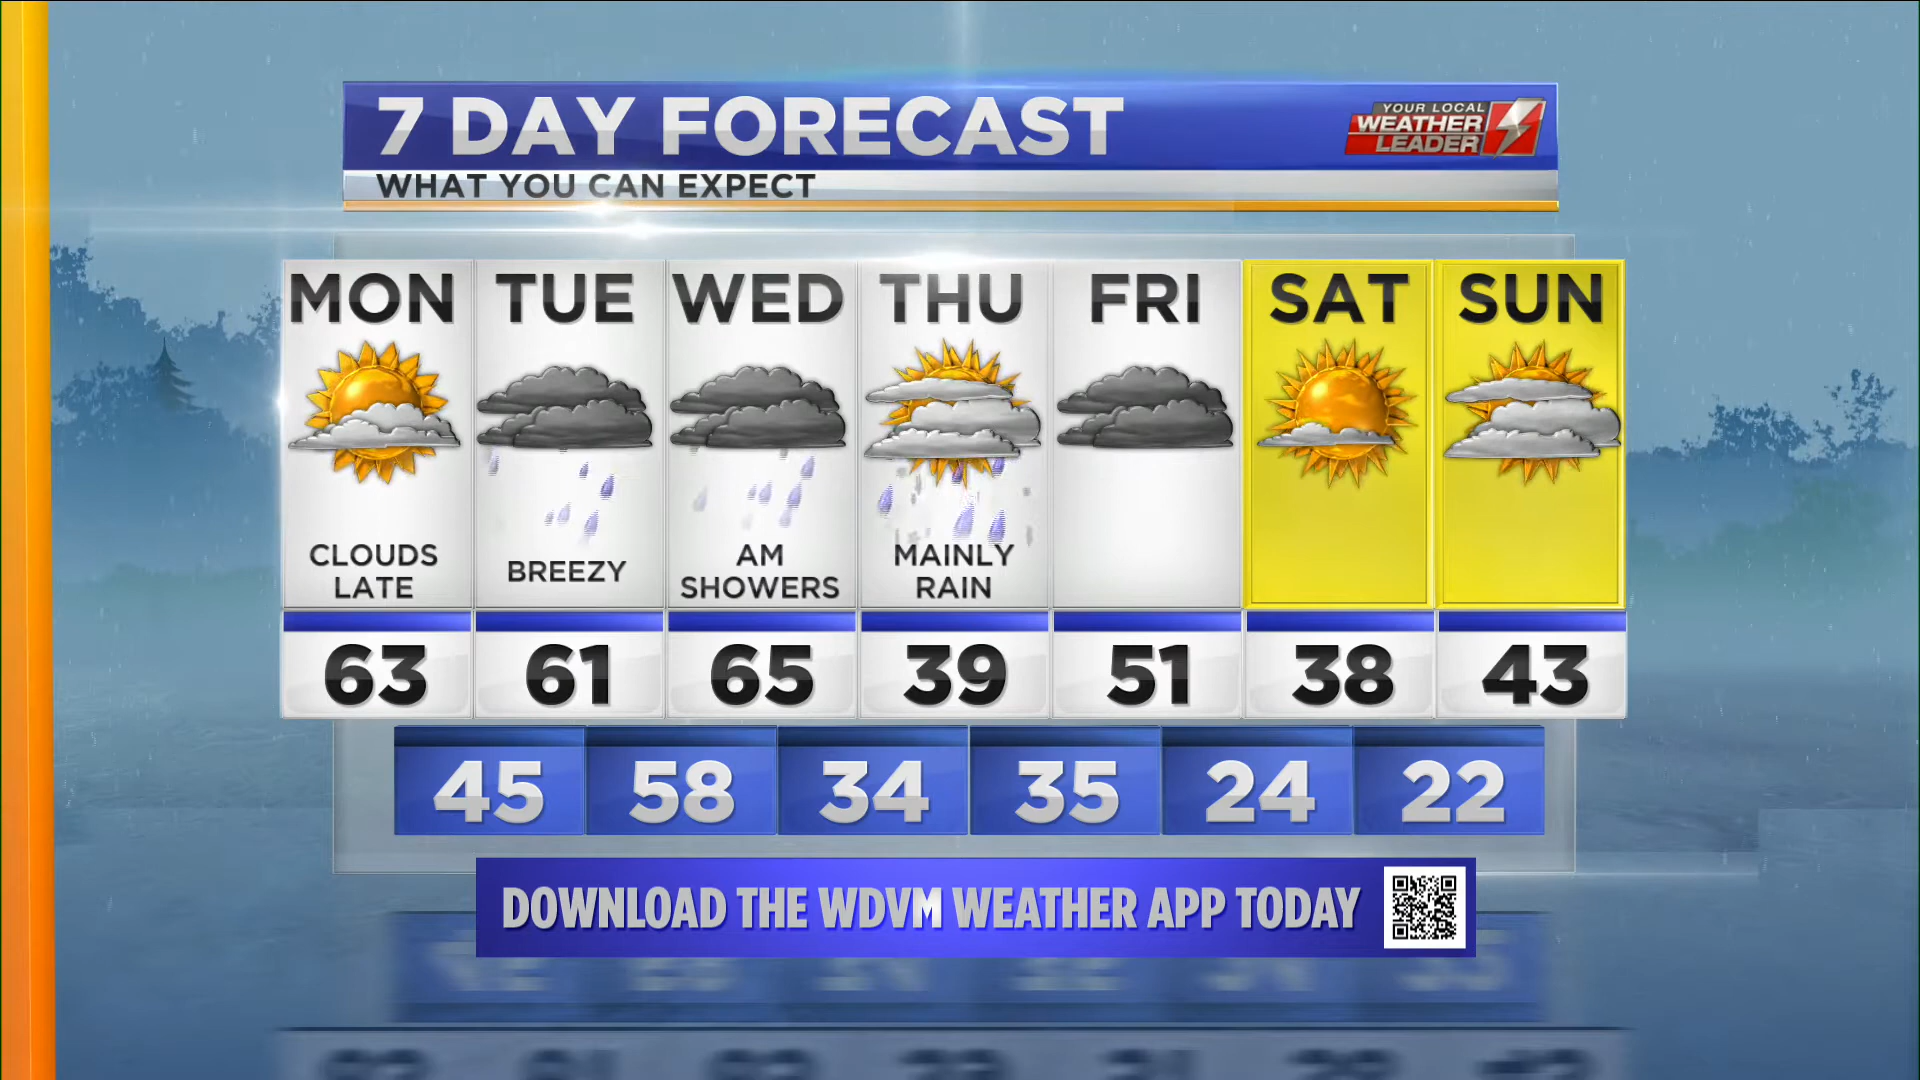 7 DAY FORECAST
YOUR LOCAL
WEATHER
LEADER
WHAT YOU CAN EXPECT
MON TUE WED THU FRI SAT SUN
CLOUDS
LATE
BREEZY
AM
SHOWERS
MAINLY
RAIN
63 61 65 39 51 38 43
45 58 34 35 24 22
DOWNLOAD THE WDVM WEATHER APP TODAY